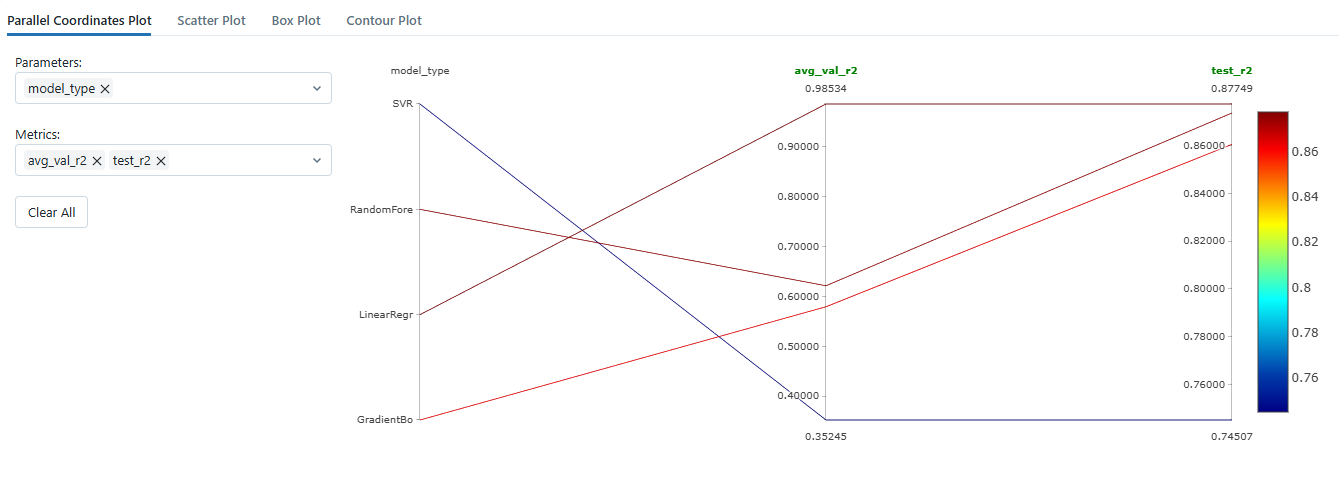 Parallel Coordinates Plot Scatter Plot Box Plot Contour Plot
Parameters:
model_type ×
Metrics:
avg_val_r2 × test_r2 ×
Clear All
model_type avg_val_r2 test_r2
0.98534 0.87749
SVR
RandomFore
LinearRegr
GradientBo
0.90000
0.80000
0.70000
0.60000
0.50000
0.40000
0.35245
0.86000
0.84000
0.82000
0.80000
0.78000
0.76000
0.74507
0.86
0.84
0.82
0.8
0.78
0.76